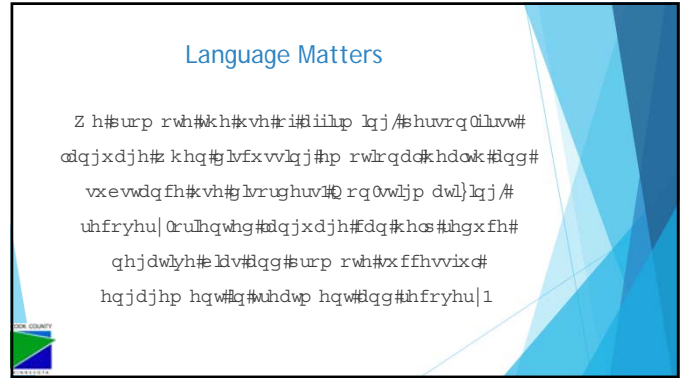 Language Matters
Z h#surp rwh#wkh#xvh#ri#diilup lqj/#shuvrq0iluvw#
odqjxdjh#z khq#glvfxvvlqj#hp rwlrqdo#khdowk#dqg#
vxevwdqfh#xvh#glvrughuv1#Q rq0vwljp dwl}lqj/#
uhfryhu|0rulhqwhg#odqjxdjh#fdq#khos#uhgxfh#
qhjdwlyh#eldv#dqg#surp rwh#vxffhvvixo#
hqjdjhp hqw#lq#wuhdwp hqw#dqg#uhfryhu|1
COOK COUNTY
MINNESOTA